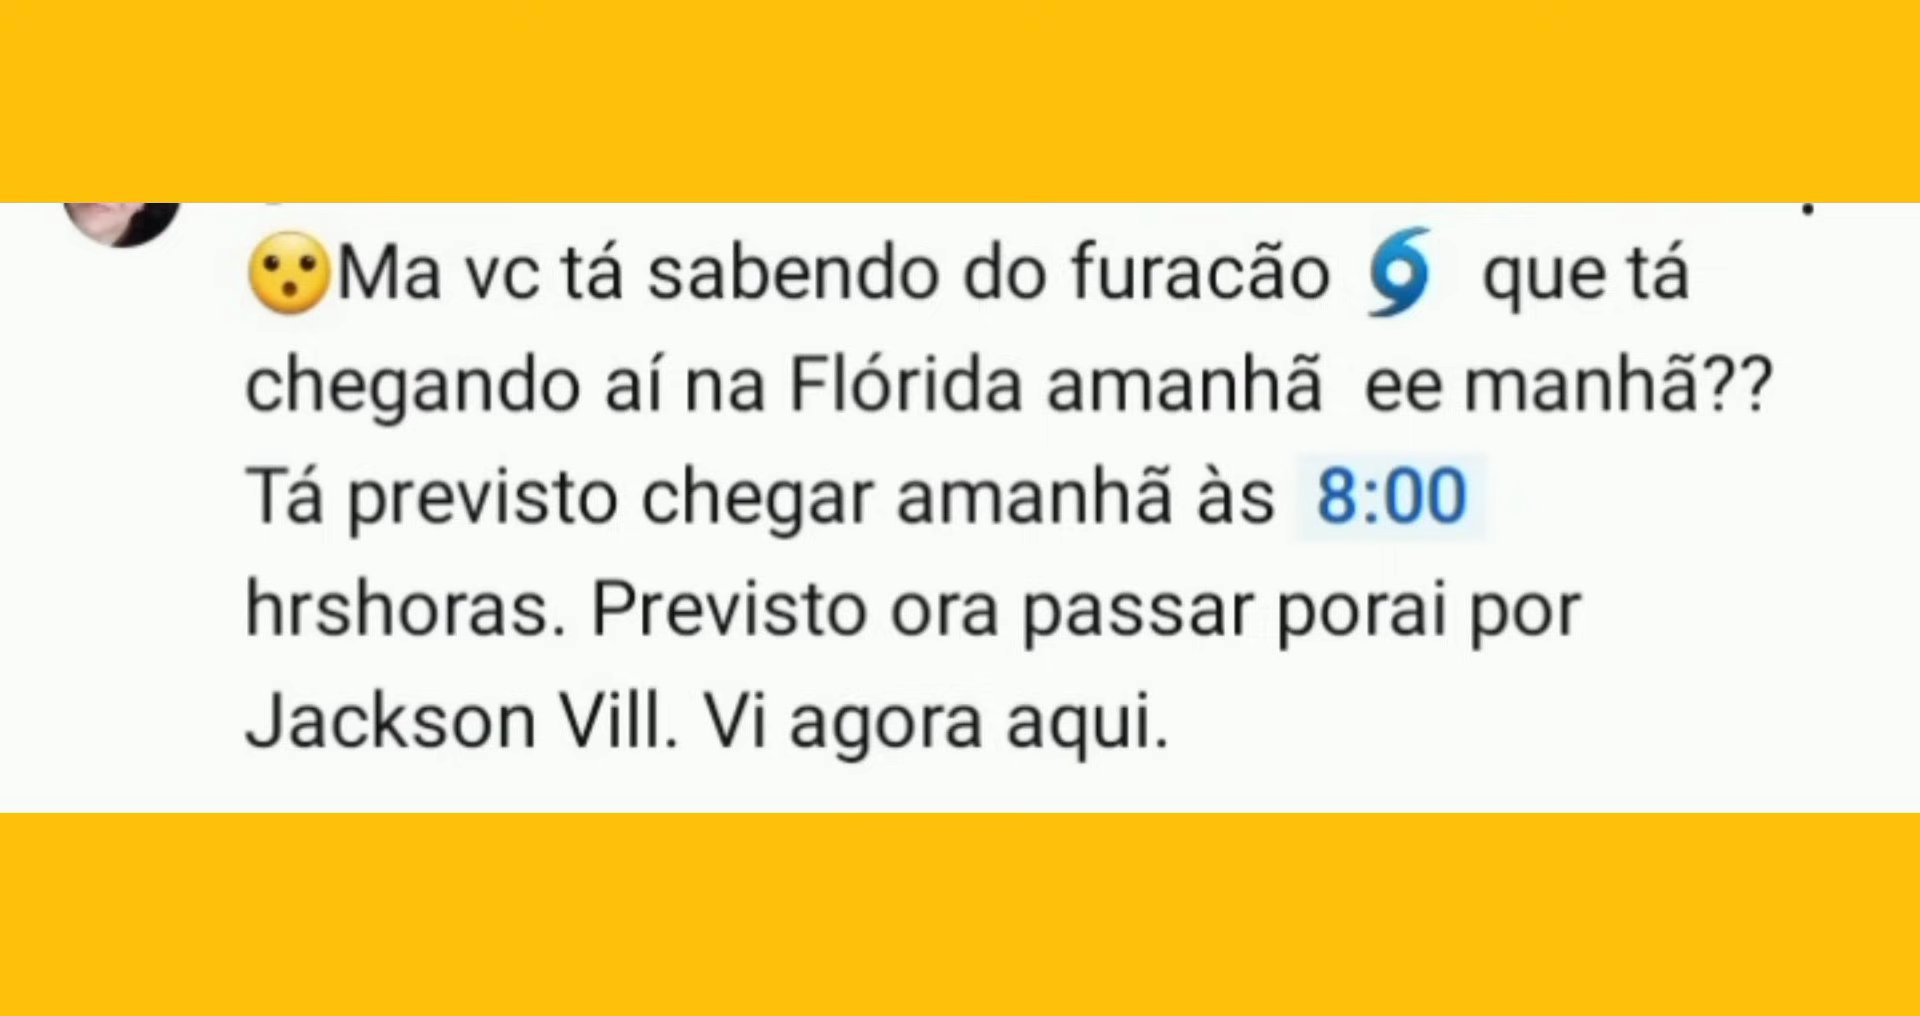 😮Ma vc tá sabendo do furacão 🌀 que tá
chegando aí na Flórida amanhã ee manhã??
Tá previsto chegar amanhã às 8:00
hrshoras. Previsto ora passar porai por
Jackson Vill. Vi agora aqui.